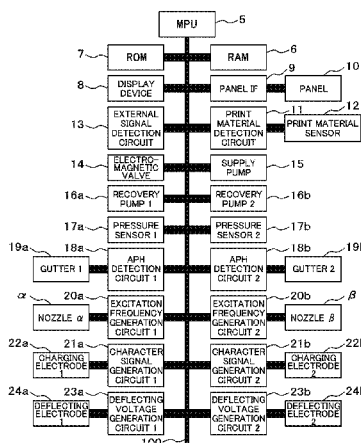 MPU 5
7 ROM RAM 6
8 DISPLAY DEVICE PANEL I/F 9 PANEL 10
13 EXTERNAL SIGNAL DETECTION CIRCUIT PRINT MATERIAL DETECTION CIRCUIT 11 PRINT MATERIAL SENSOR 12
14 ELECTRO-MAGNETIC VALVE SUPPLY PUMP 15
16a RECOVERY PUMP 1 RECOVERY PUMP 2 16b
17a PRESSURE SENSOR 1 PRESSURE SENSOR 2 17b
19a GUTTER 1 18a APH DETECTION CIRCUIT 1 APH DETECTION CIRCUIT 2 18b GUTTER 2
α NOZZLE α 20a EXCITATION FREQUENCY GENERATION CIRCUIT 1 EXCITATION FREQUENCY GENERATION CIRCUIT 2 20b NOZZLE β β
22a CHARGING ELECTRODE 1 21a CHARACTER SIGNAL GENERATION CIRCUIT 1 CHARACTER SIGNAL GENERATION CIRCUIT 2 21b CHARGING ELECTRODE 2
24a DEFLECTING ELECTRODE 1 23a DEFLECTING VOLTAGE GENERATION CIRCUIT 1 DEFLECTING VOLTAGE GENERATION CIRCUIT 2 23b DEFLECTING ELECTRODE 2